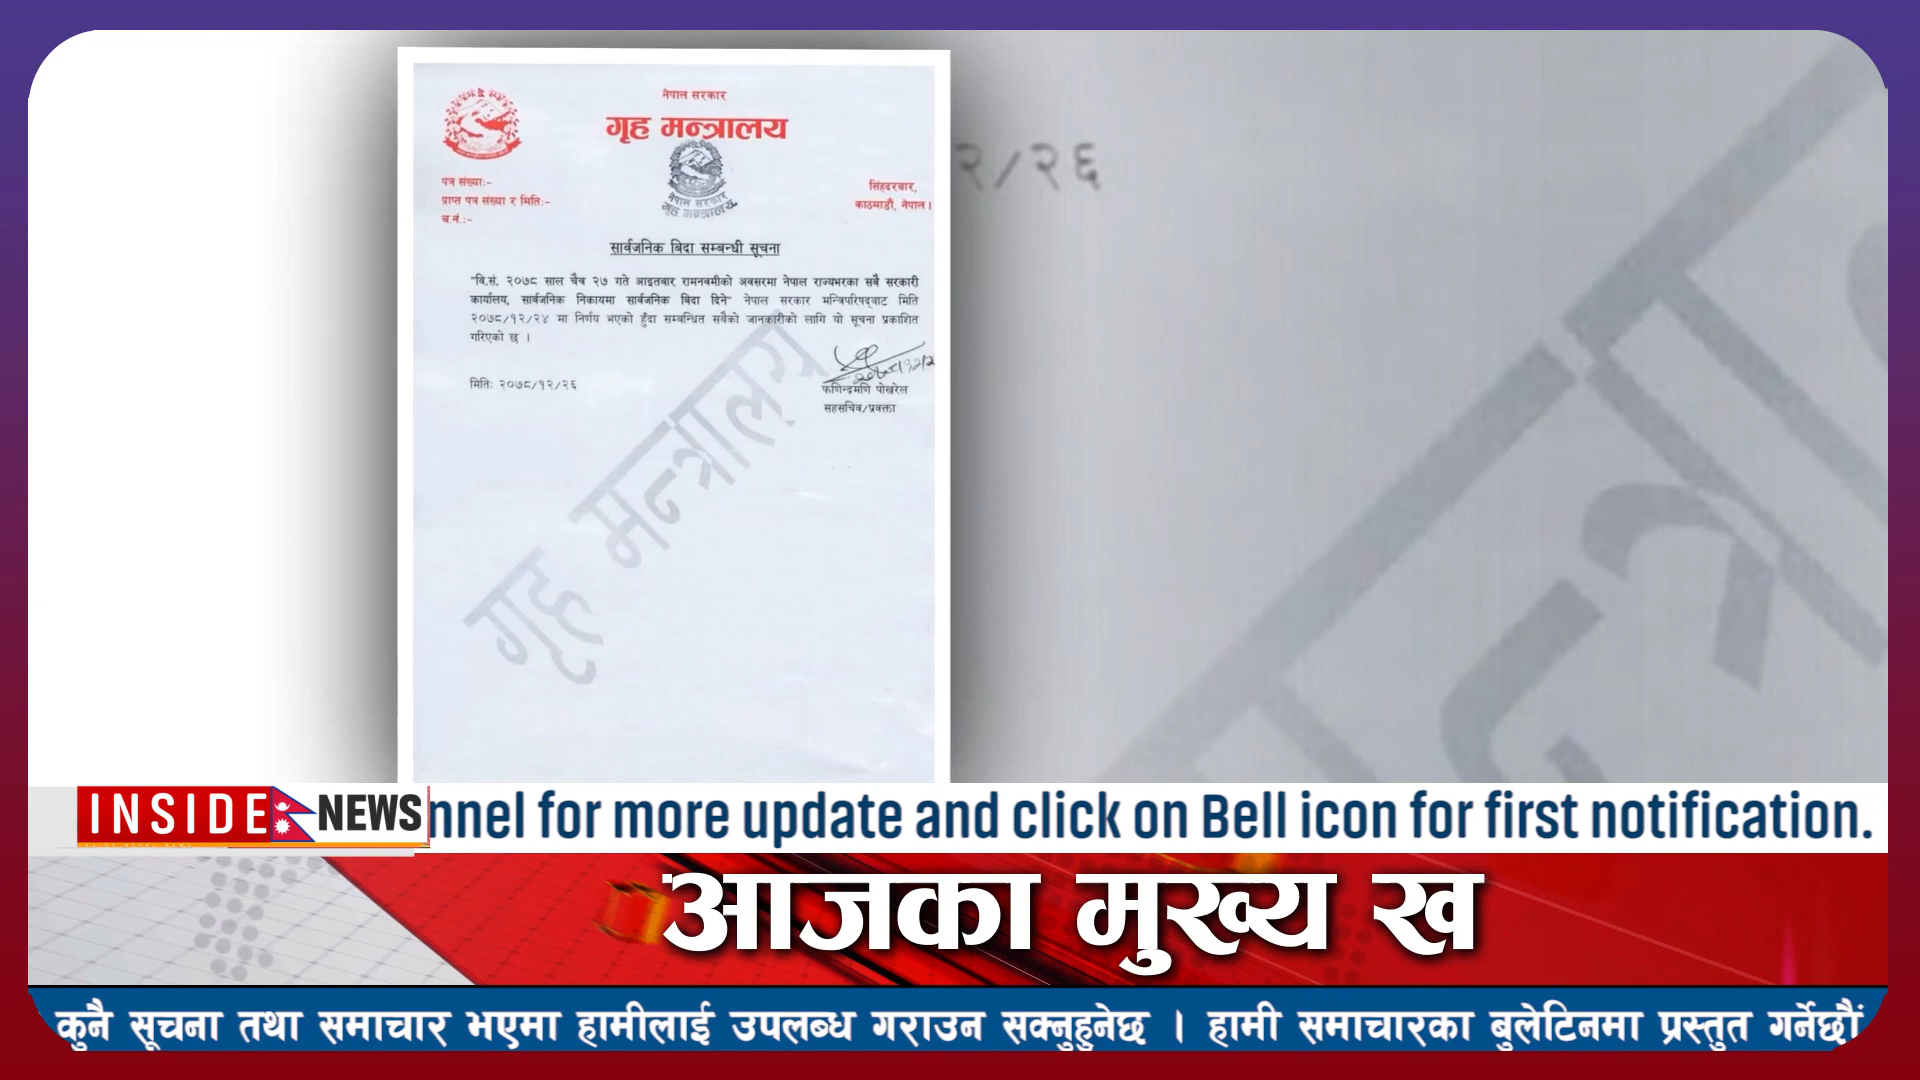 नेपाल सरकार
गृह मन्त्रालय
नेपाल सरकार
गृह मन्त्रालय
पत्र संख्याः-
प्राप्त पत्र संख्या र मितिः-
च.नं.:-
सिंहदरबार,
काठमाडौं, नेपाल।
सार्वजनिक बिदा सम्बन्धी सूचना
"वि.सं. २०७८ साल चैत्र २७ गते आइतबार रामनवमीको अवसरमा नेपाल राज्यभरका सबै सरकारी
कार्यालय, सार्वजनिक निकायमा सार्वजनिक बिदा दिने" नेपाल सरकार मन्त्रिपरिषद्‌बाट मिति
२०७८/१२/२४ मा निर्णय भएको हुँदा सम्बन्धित सबैको जानकारीको लागि यो सूचना प्रकाशित
गरिएको छ ।
मितिः २०७८/१२/२६
फणिन्द्रमणि पोखरेल
सहसचिव/प्रवक्ता
गृह मन्त्रालय
२/२६
INSIDE NEWS
nnel for more update and click on Bell icon for first notification.
आजका मुख्य ख
कुनै सूचना तथा समाचार भएमा हामीलाई उपलब्ध गराउन सक्नुहुनेछ । हामी समाचारका बुलेटिनमा प्रस्तुत गर्नेछौं